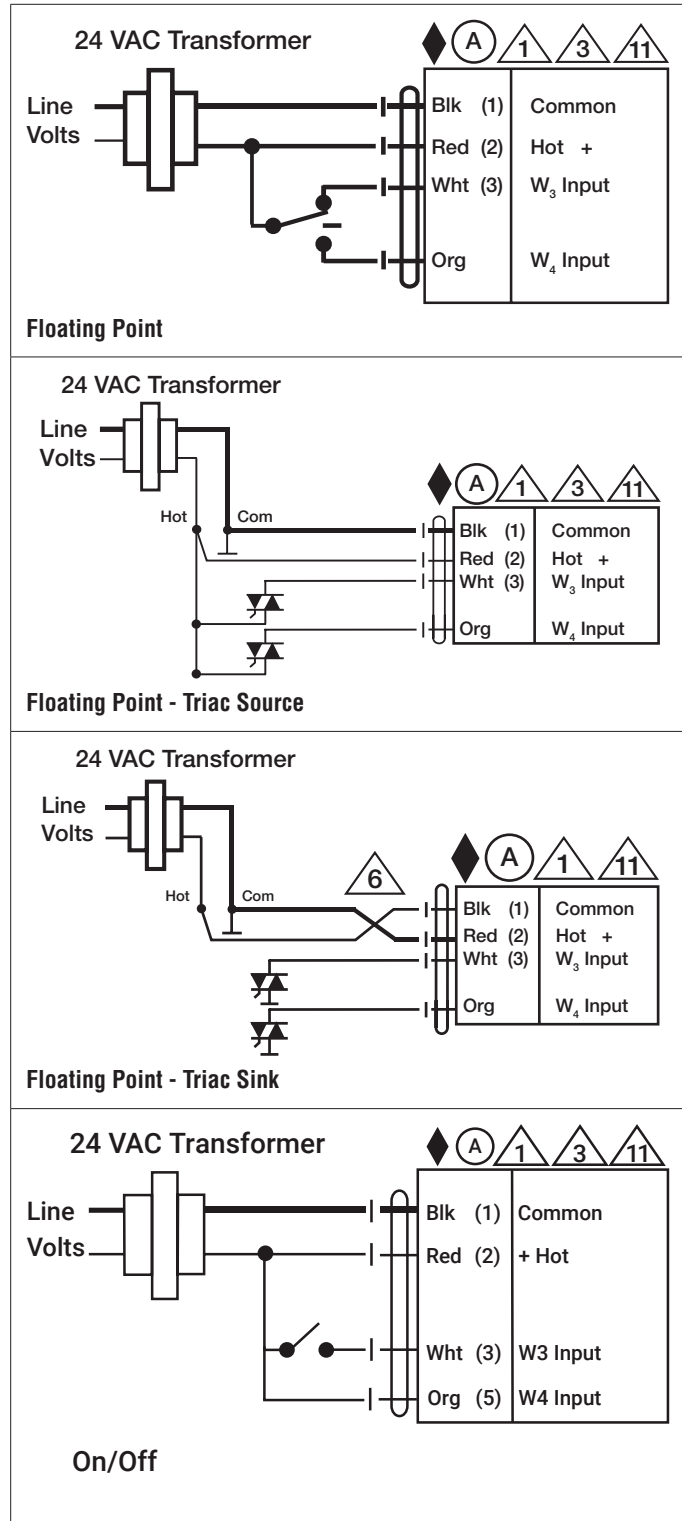 24 VAC Transformer
A 1 3 11
Line
Volts
Blk (1) Common
Red (2) Hot +
Wht (3) W₃ Input
Org W₄ Input
Floating Point
24 VAC Transformer
Line
Volts
A 1 3 11
Hot Com
Blk (1) Common
Red (2) Hot +
Wht (3) W₃ Input
Org W₄ Input
Floating Point - Triac Source
24 VAC Transformer
Line
Volts
6 A 1 11
Hot Com
Blk (1) Common
Red (2) Hot +
Wht (3) W₃ Input
Org W₄ Input
Floating Point - Triac Sink
24 VAC Transformer
A 1 3 11
Line
Volts
Blk (1) Common
Red (2) + Hot
Wht (3) W3 Input
Org (5) W4 Input
On/Off